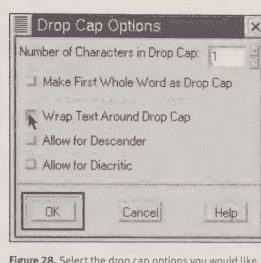 Drop Cap Options
Number of Characters in Drop Cap: 1
Make First Whole Word as Drop Cap
Wrap Text Around Drop Cap
Allow for Descender
Allow for Diacritic
OK Cancel Help
Figure 28. Select the drop cap options you would like